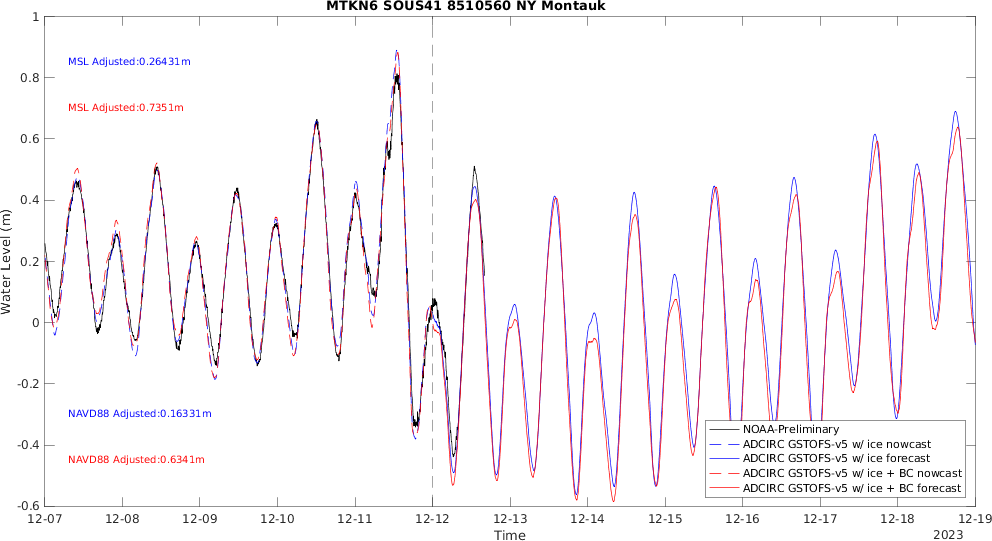 MTKN6 SOUS41 8510560 NY Montauk
Water Level (m)
1
0.8
0.6
0.4
0.2
0
-0.2
-0.4
-0.6
MSL Adjusted:0.26431m
MSL Adjusted:0.7351m
NAVD88 Adjusted:0.16331m
NAVD88 Adjusted:0.6341m
NOAA-Preliminary
ADCIRC GSTOFS-v5 w/ ice nowcast
ADCIRC GSTOFS-v5 w/ ice forecast
ADCIRC GSTOFS-v5 w/ ice + BC nowcast
ADCIRC GSTOFS-v5 w/ ice + BC forecast
12-07 12-08 12-09 12-10 12-11 12-12 12-13 12-14 12-15 12-16 12-17 12-18 12-19
Time
2023